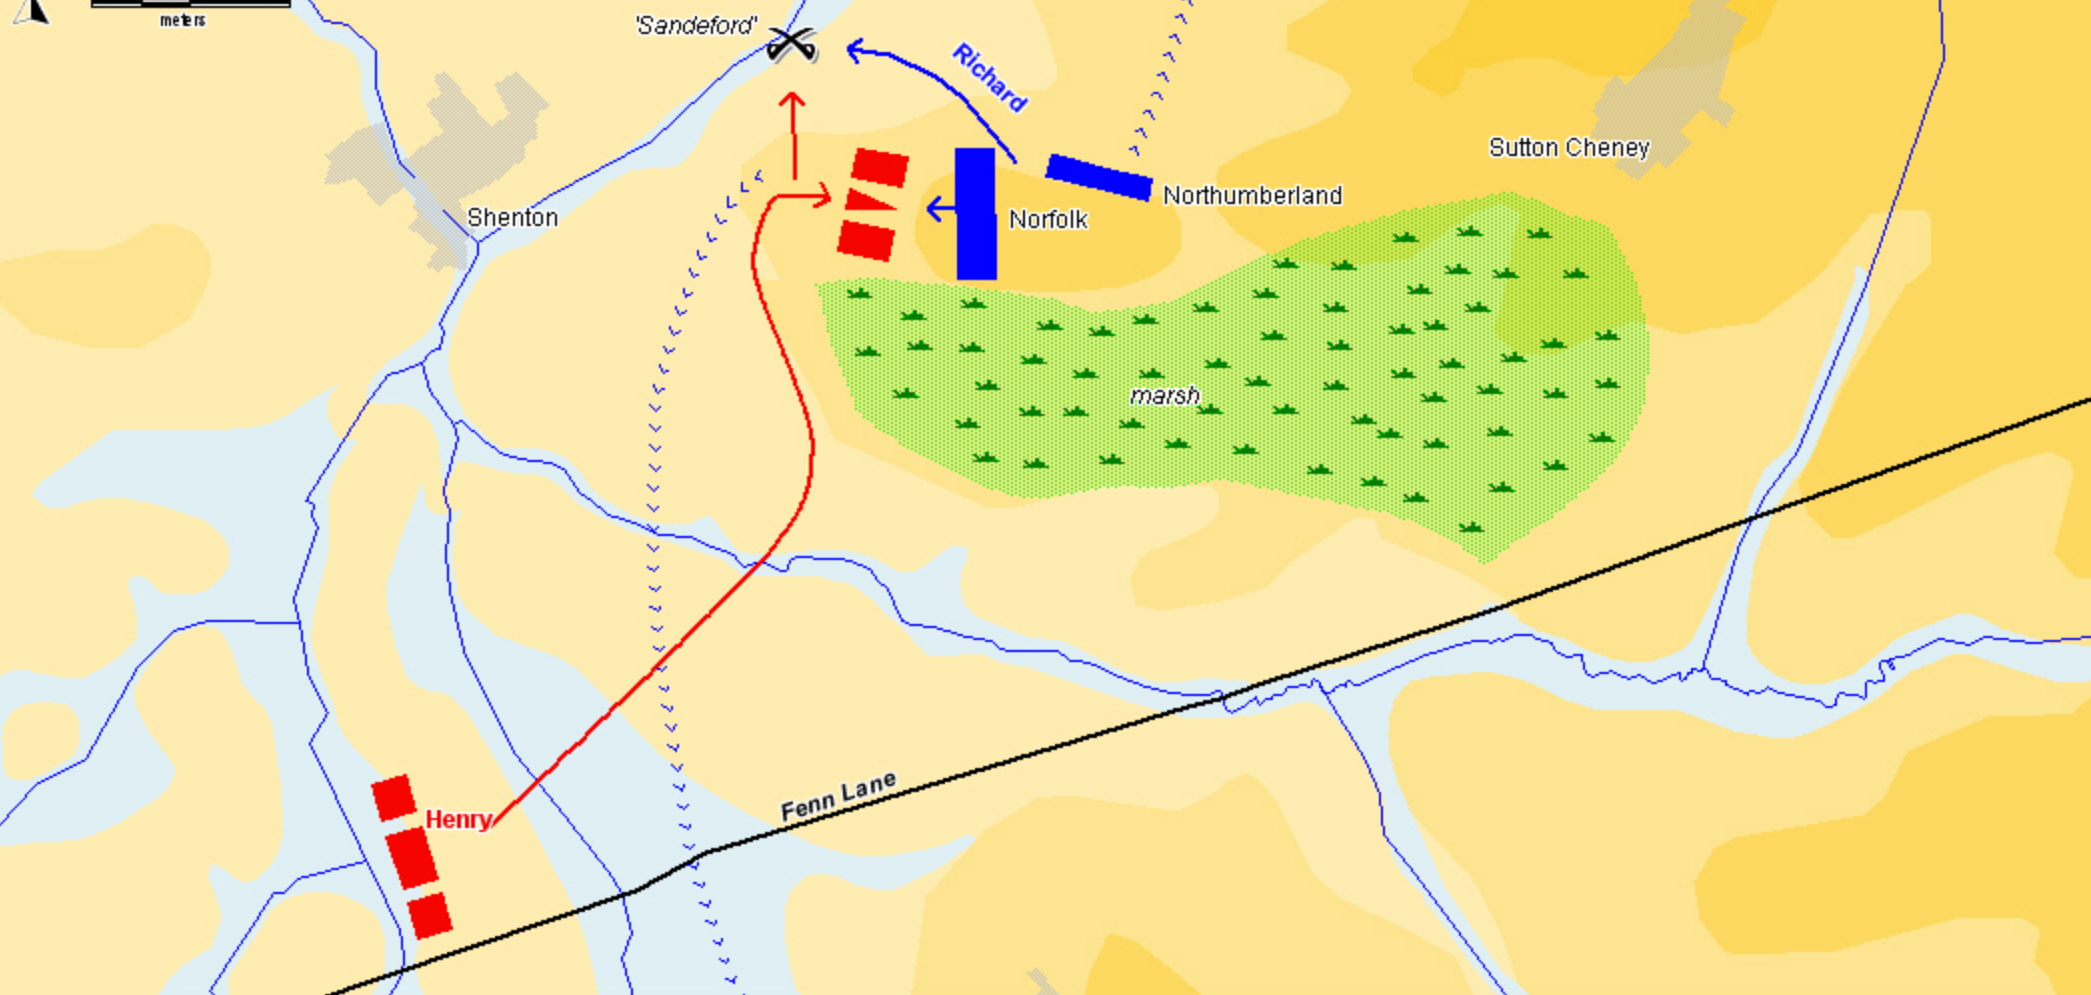 meters
'Sandeford'
Richard
Sutton Cheney
Northumberland
Shenton
Norfolk
marsh
Fenn Lane
Henry